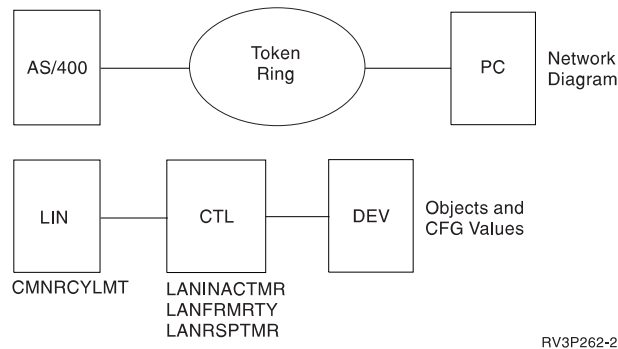 AS/400
Token
Ring
PC
Network
Diagram
LIN
CTL
DEV
Objects and
CFG Values
CMNRCYLMT
LANINACTMR
LANFRMRTY
LANRSPTMR
RV3P262-2